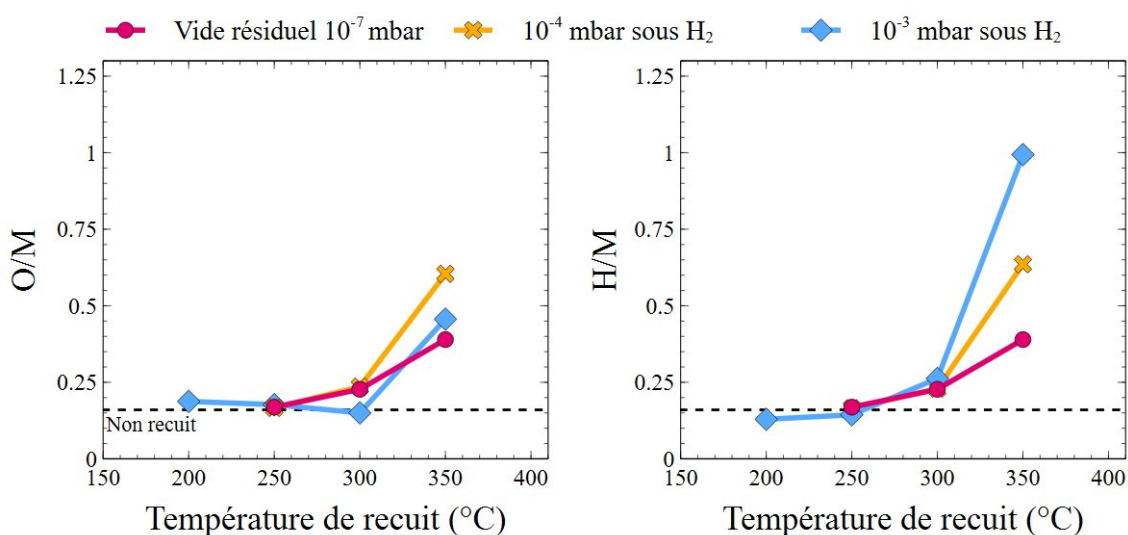 Vide résiduel 10⁻⁷ mbar 10⁻⁴ mbar sous H₂ 10⁻³ mbar sous H₂
1.25
1
0.75
0.5
0.25
0
O/M
Non recuit
150 200 250 300 350 400
Température de recuit (°C)
1.25
1
0.75
0.5
0.25
0
H/M
150 200 250 300 350 400
Température de recuit (°C)